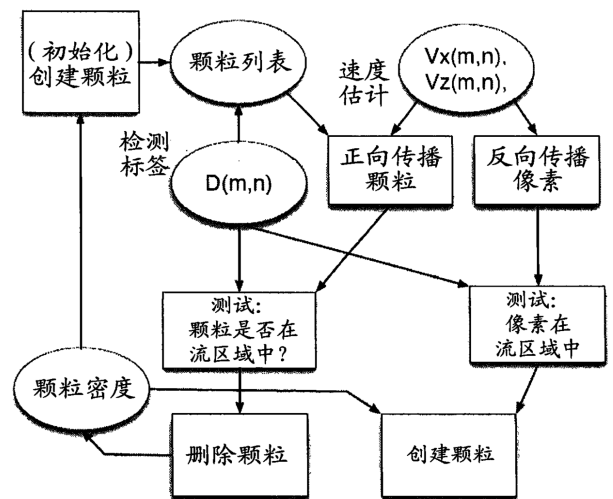 (初始化)
创建颗粒
颗粒列表
速度
估计
Vx(m,n),
Vz(m,n),
检测
标签
D(m,n)
正向传播
颗粒
反向传播
像素
测试:
颗粒是否在
流区域中?
测试:
像素在
流区域中
颗粒密度
删除颗粒
创建颗粒